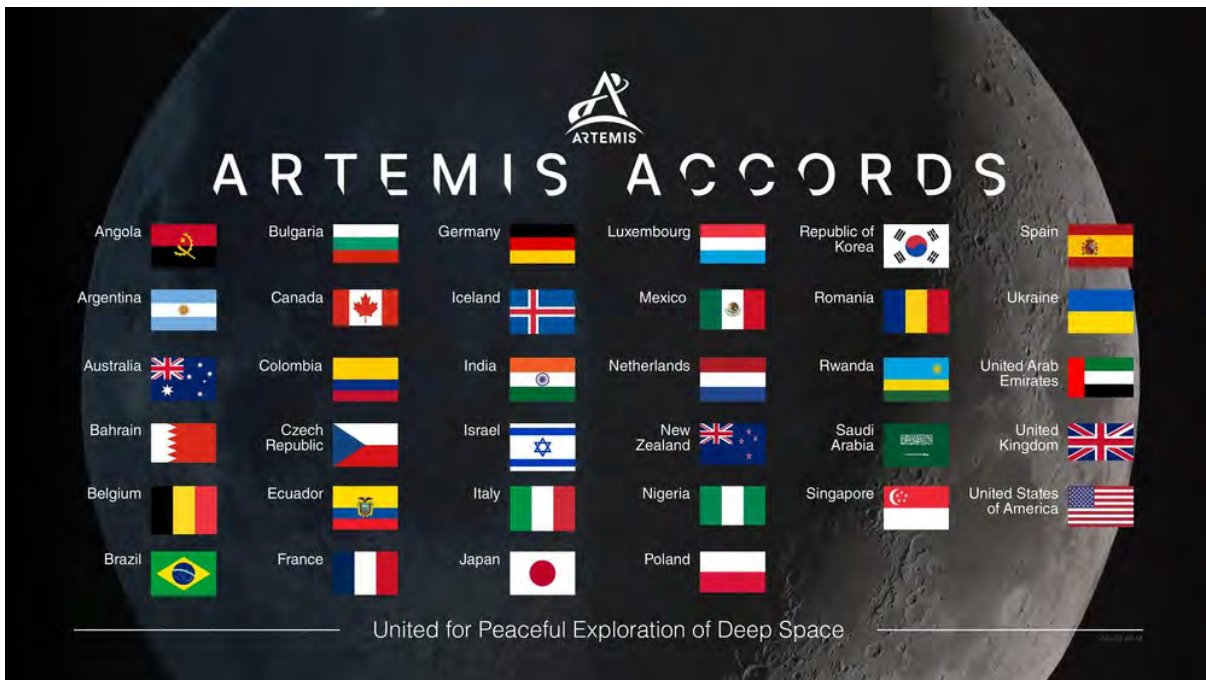 ARTEMIS
ARTEMIS ACCORDS
Angola
Argentina
Australia
Bahrain
Belgium
Brazil
Bulgaria
Canada
Colombia
Czech
Republic
Ecuador
France
Germany
Iceland
India
Israel
Italy
Japan
Luxembourg
Mexico
Netherlands
New
Zealand
Nigeria
Poland
Republic of
Korea
Romania
Rwanda
Saudi
Arabia
Singapore
Spain
Ukraine
United Arab
Emirates
United
Kingdom
United States
of America
United for Peaceful Exploration of Deep Space